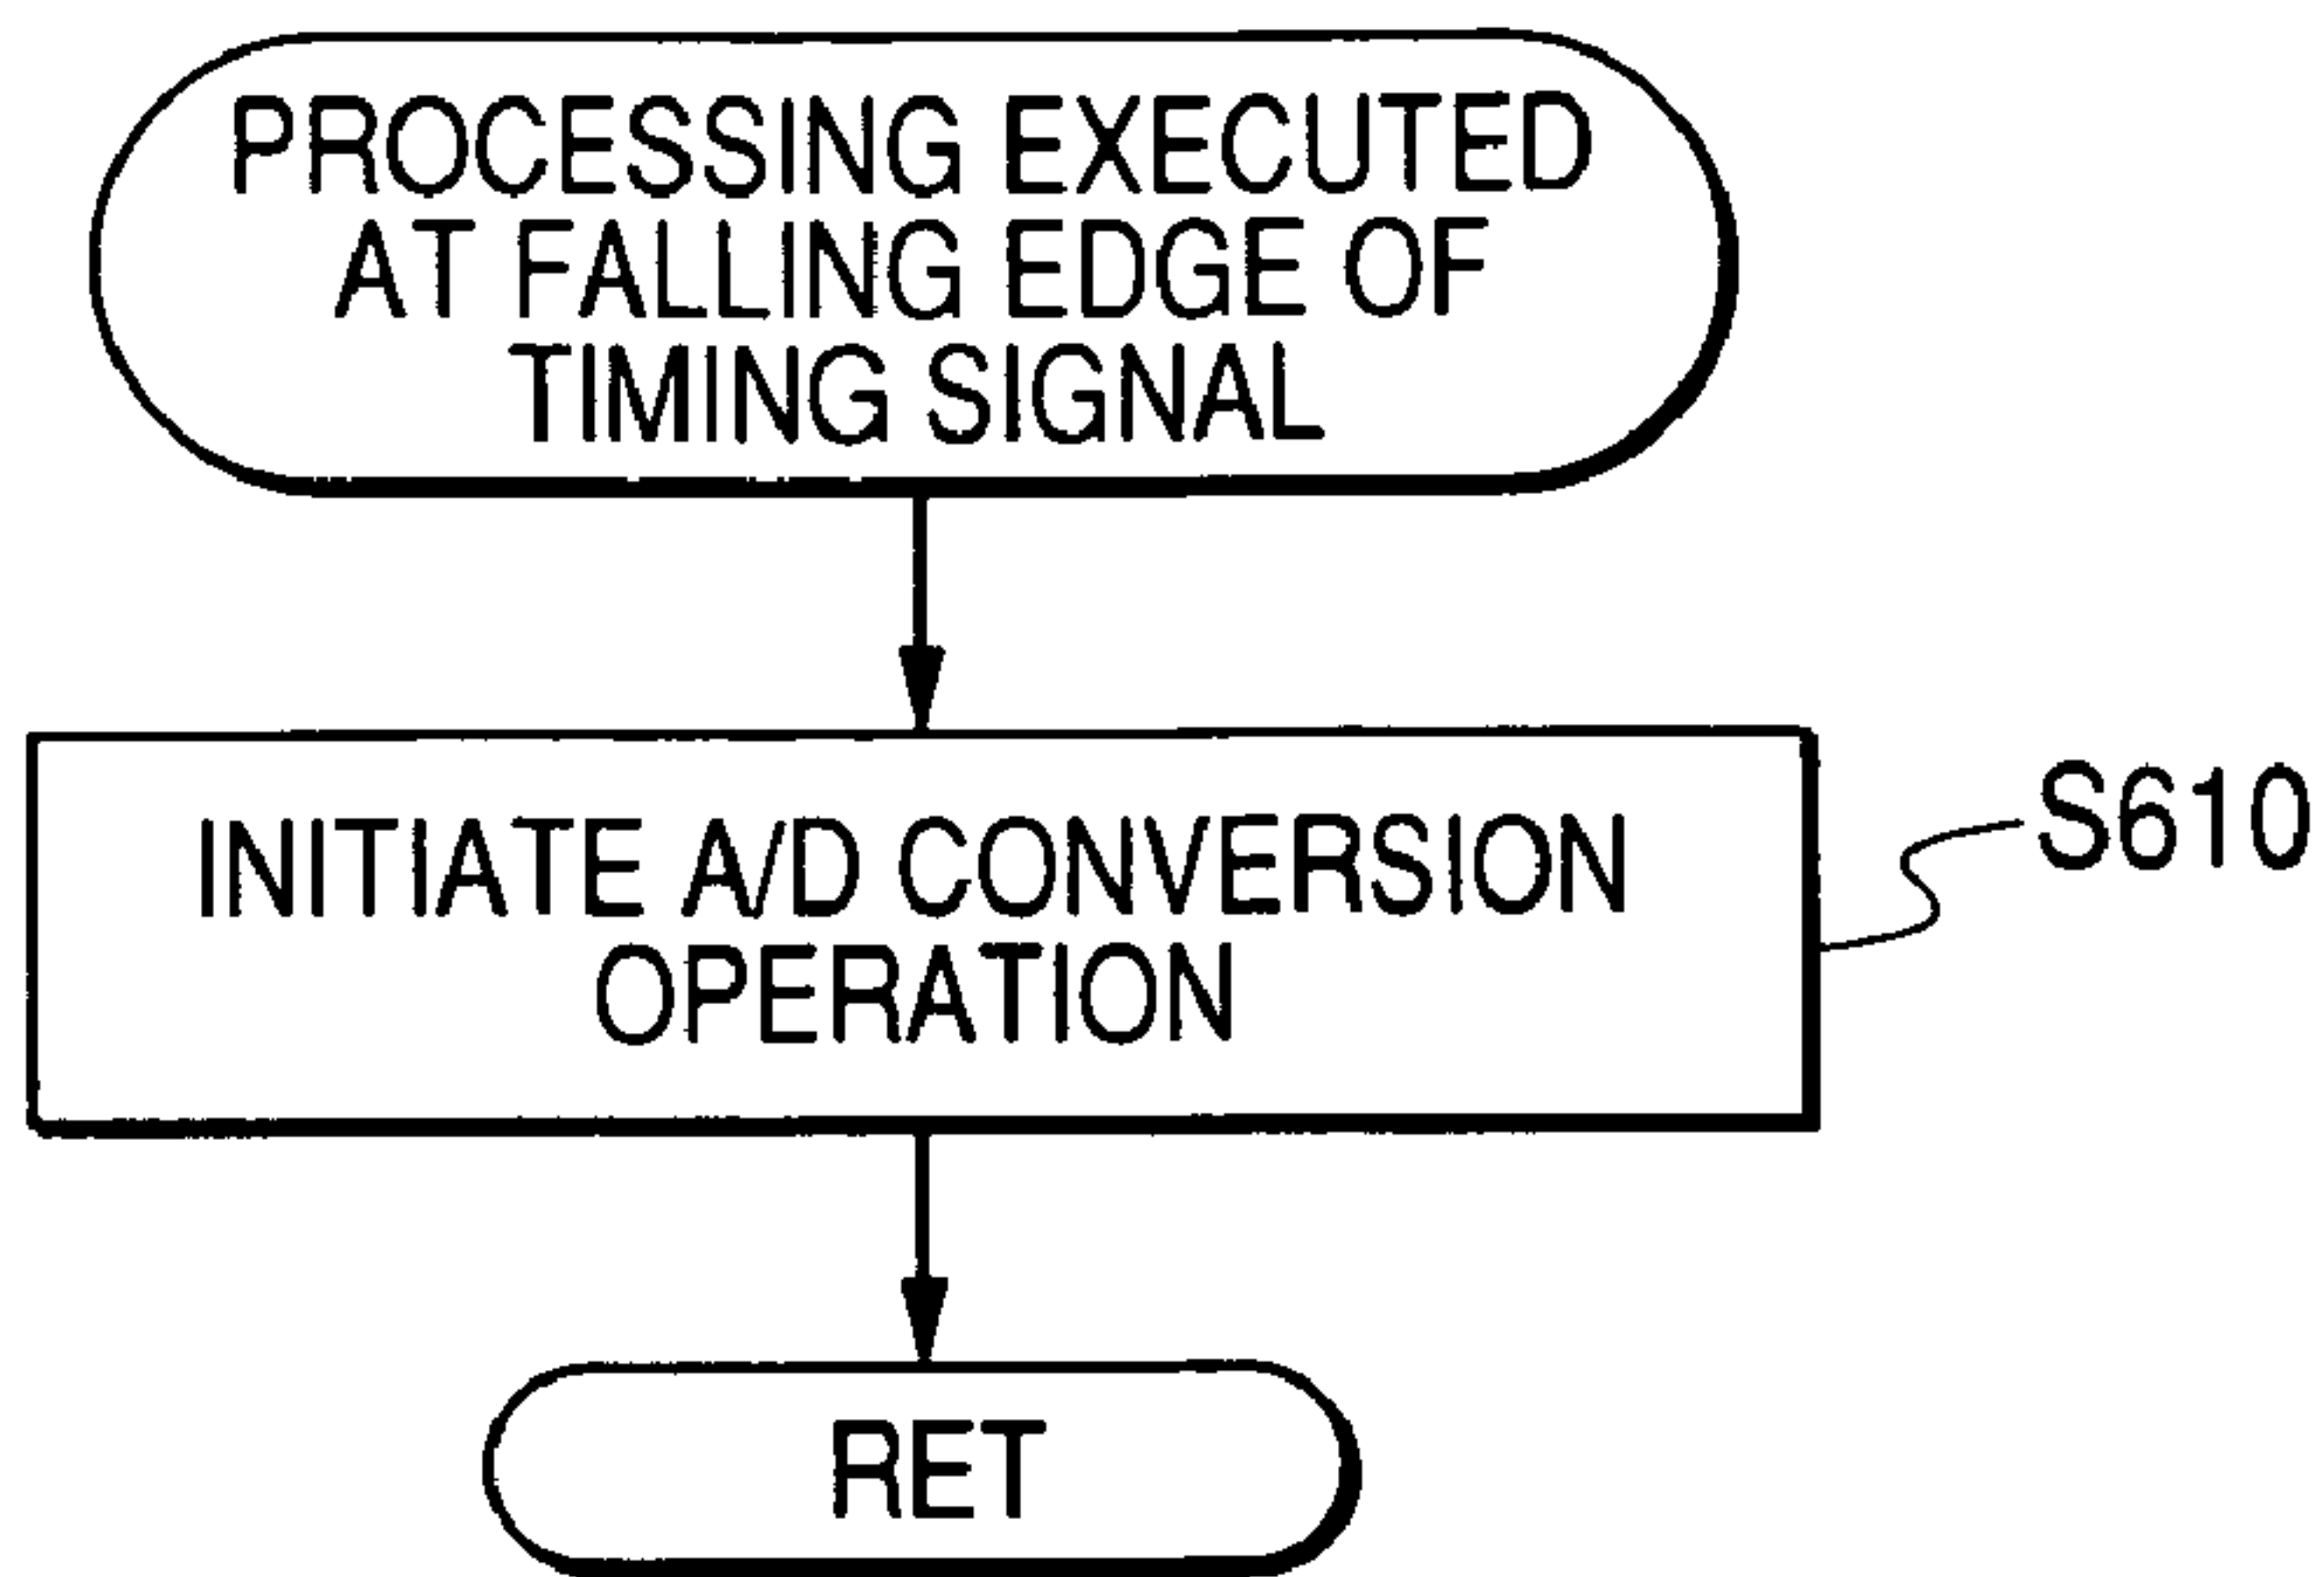 PROCESSING EXECUTED
AT FALLING EDGE OF
TIMING SIGNAL
INITIATE A/D CONVERSION
OPERATION
S610
RET